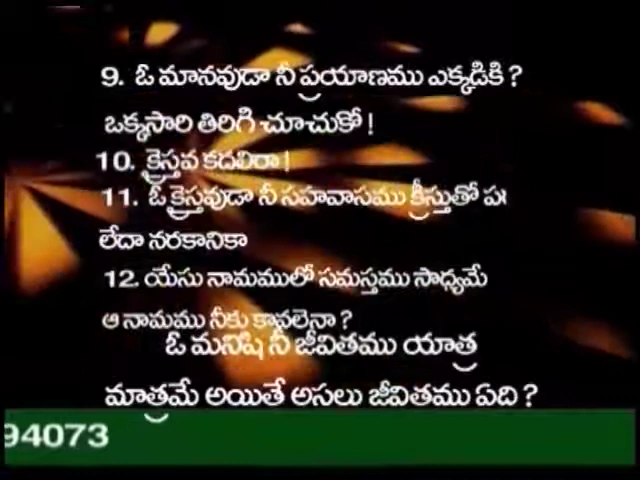 9. ఓ మానవుడా నీ ప్రయాణము ఎక్కడికి ?
ఒక్కసారి తిరిగి చూచుకో !
10. క్రైస్తవ కదలిరా !
11. ఓ క్రైస్తవుడా నీ సహవాసము క్రీస్తుతో
లేదా నరకానికా
12. యేసు నామములో సమస్తము సాధ్యమే
ఆ నామము నీకు కావలెనా ?
ఓ మనిషి నీ జీవితము యాత్ర
మాత్రమే అయితే అసలు జీవితము ఏది ?
94073